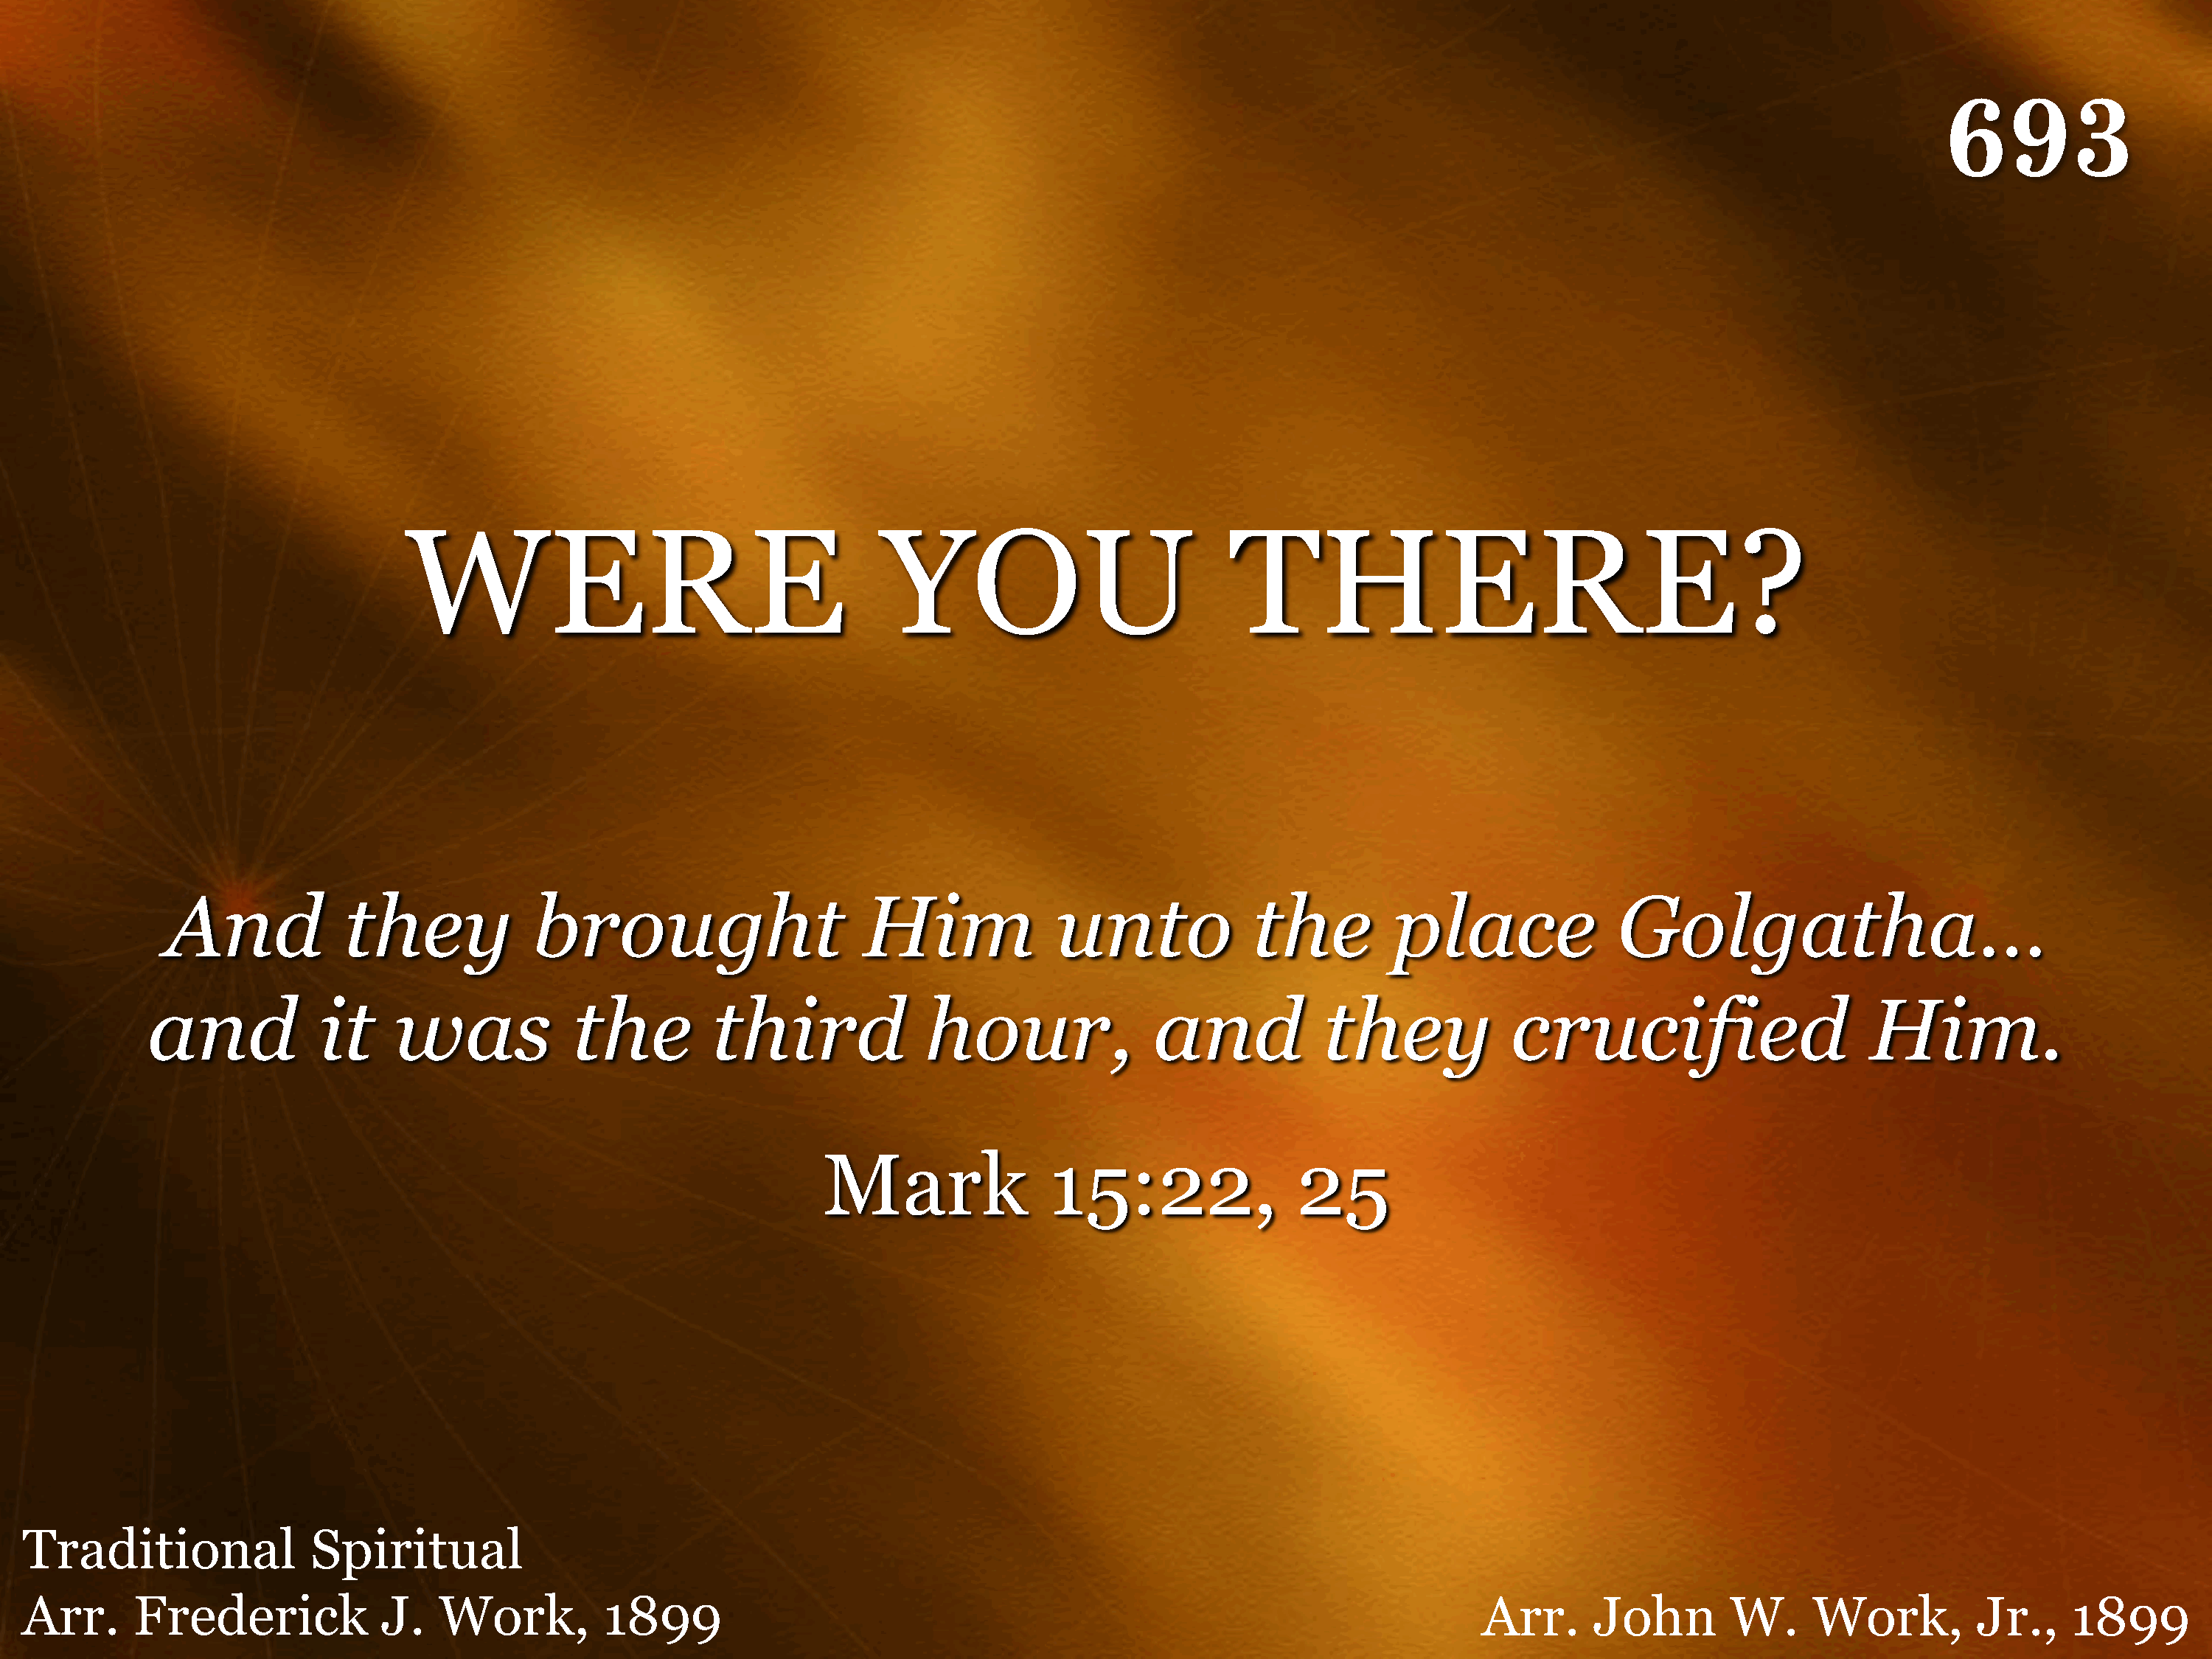 693
WERE YOU THERE?
And they brought Him unto the place Golgatha...
and it was the third hour, and they crucified Him.
Mark 15:22, 25
Traditional Spiritual
Arr. Frederick J. Work, 1899
Arr. John W. Work, Jr., 1899